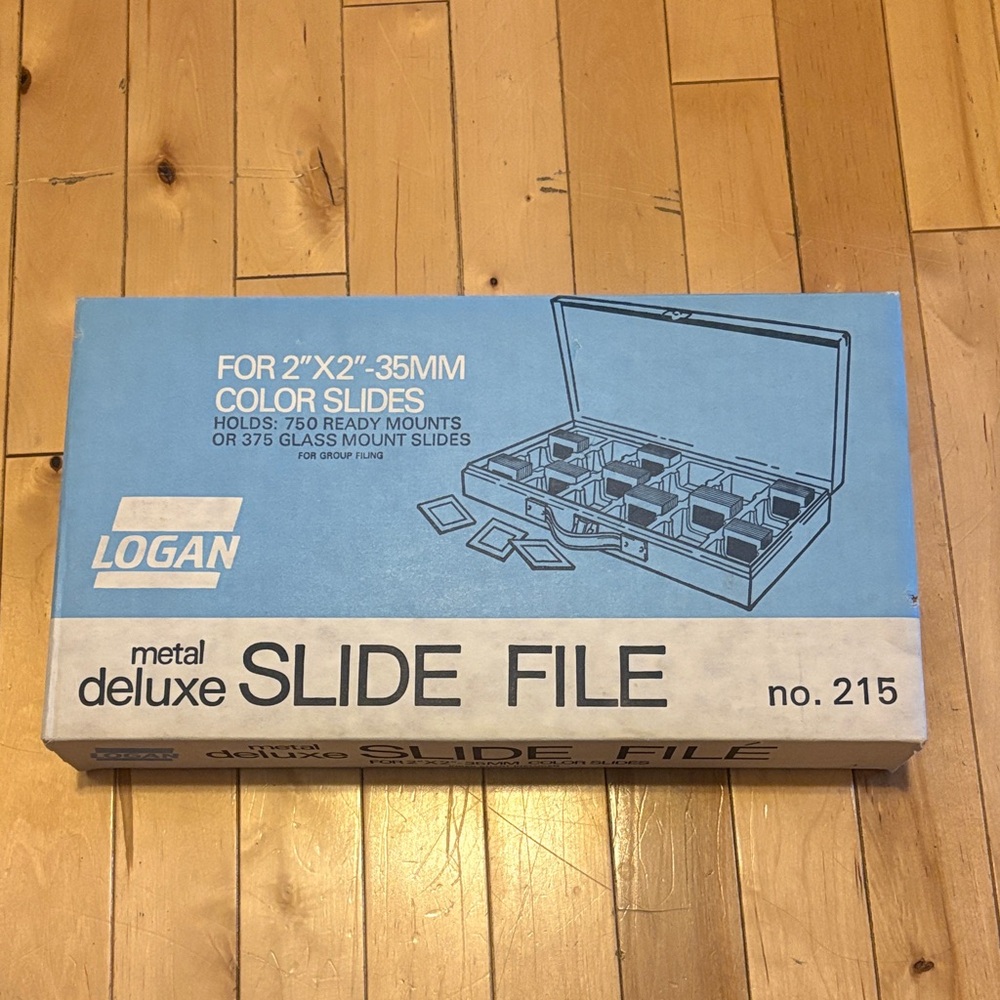 FOR 2"X2"-35MM
COLOR SLIDES
HOLDS: 750 READY MOUNTS
OR 375 GLASS MOUNT SLIDES
FOR GROUP FILING
LOGAN
metal
deluxe SLIDE FILE no. 215
LOGAN metal
deluxe SLIDE FILE
FOR 2"X2"-35MM COLOR SLIDES